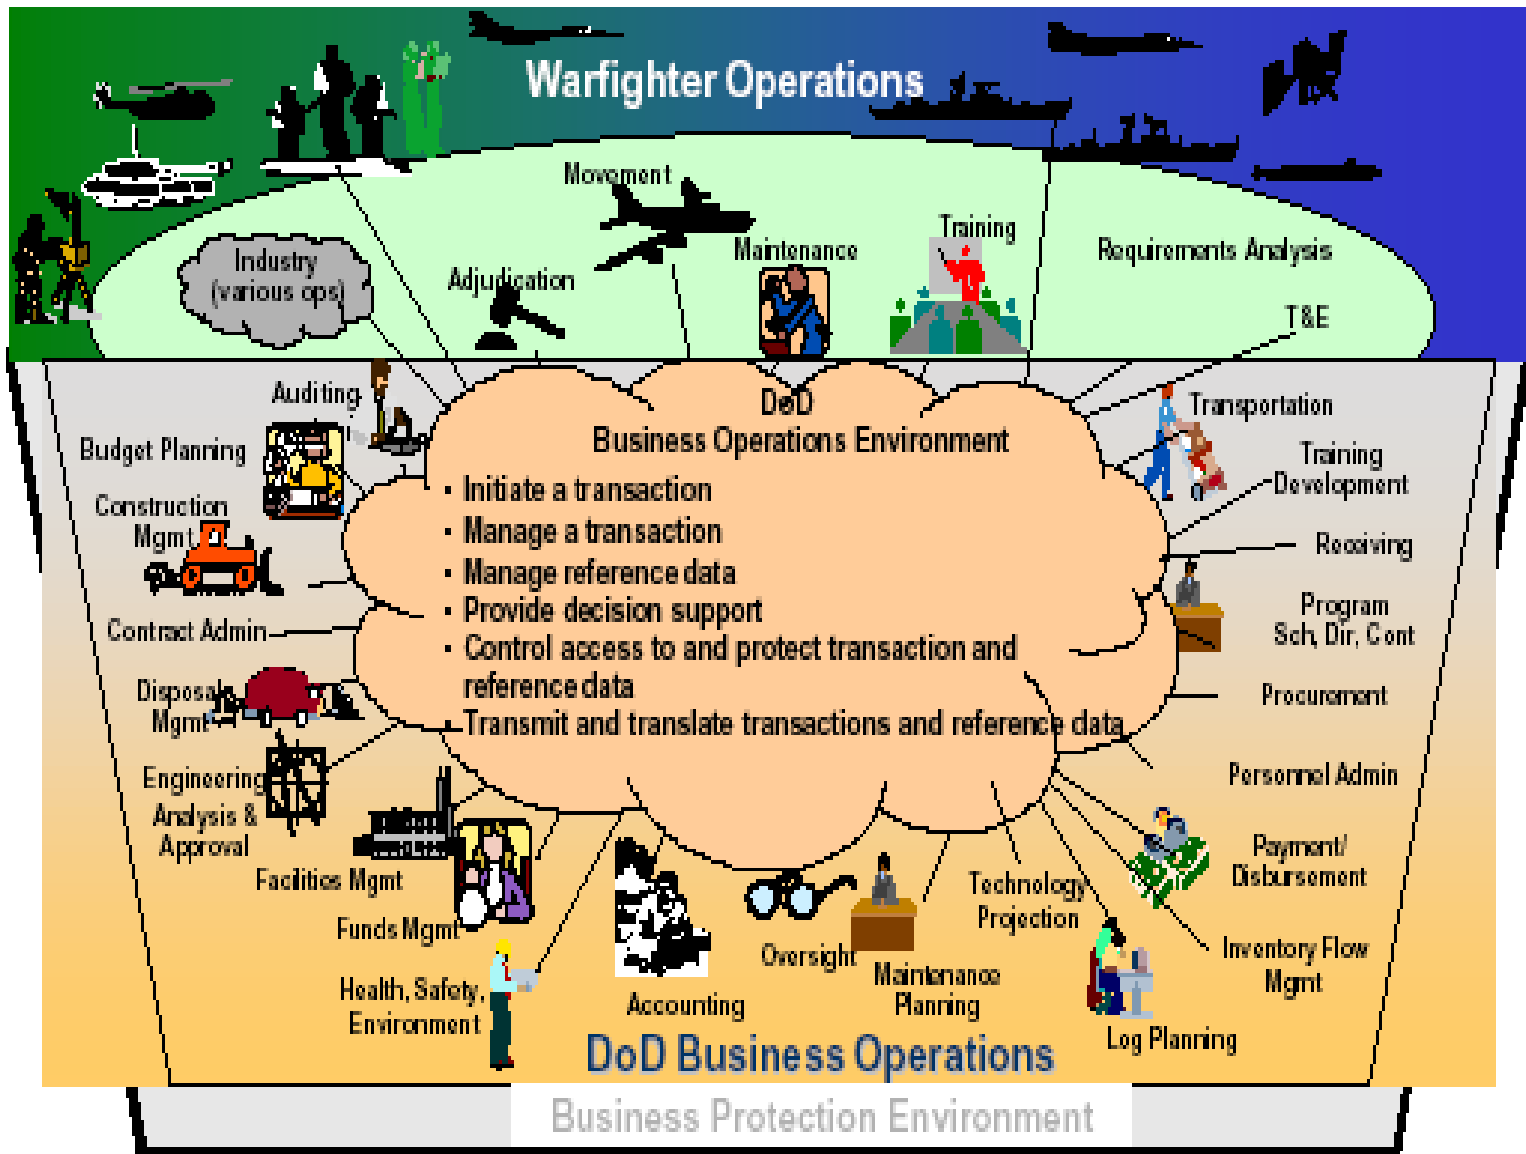 Warfighter Operations
Movement
Training
Maintenance
Requirements Analysis
Industry
(various ops)
Adjudication
T&E
Auditing
DoD
Business Operations Environment
Transportation
Budget Planning
Training
Development
Construction
Mgmt
• Initiate a transaction
• Manage a transaction
• Manage reference data
• Provide decision support
• Control access to and protect transaction and
reference data
• Transmit and translate transactions and reference data
Receiving
Program
Sch, Dir, Cont
Contract Admin
Disposal
Mgmt
Procurement
Engineering
Analysis &
Approval
Personnel Admin
Facilities Mgmt
Payment/
Disbursement
Funds Mgmt
Technology
Projection
Oversight
Maintenance
Planning
Inventory Flow
Mgmt
Health, Safety,
Environment
Accounting
Log Planning
DoD Business Operations
Business Protection Environment